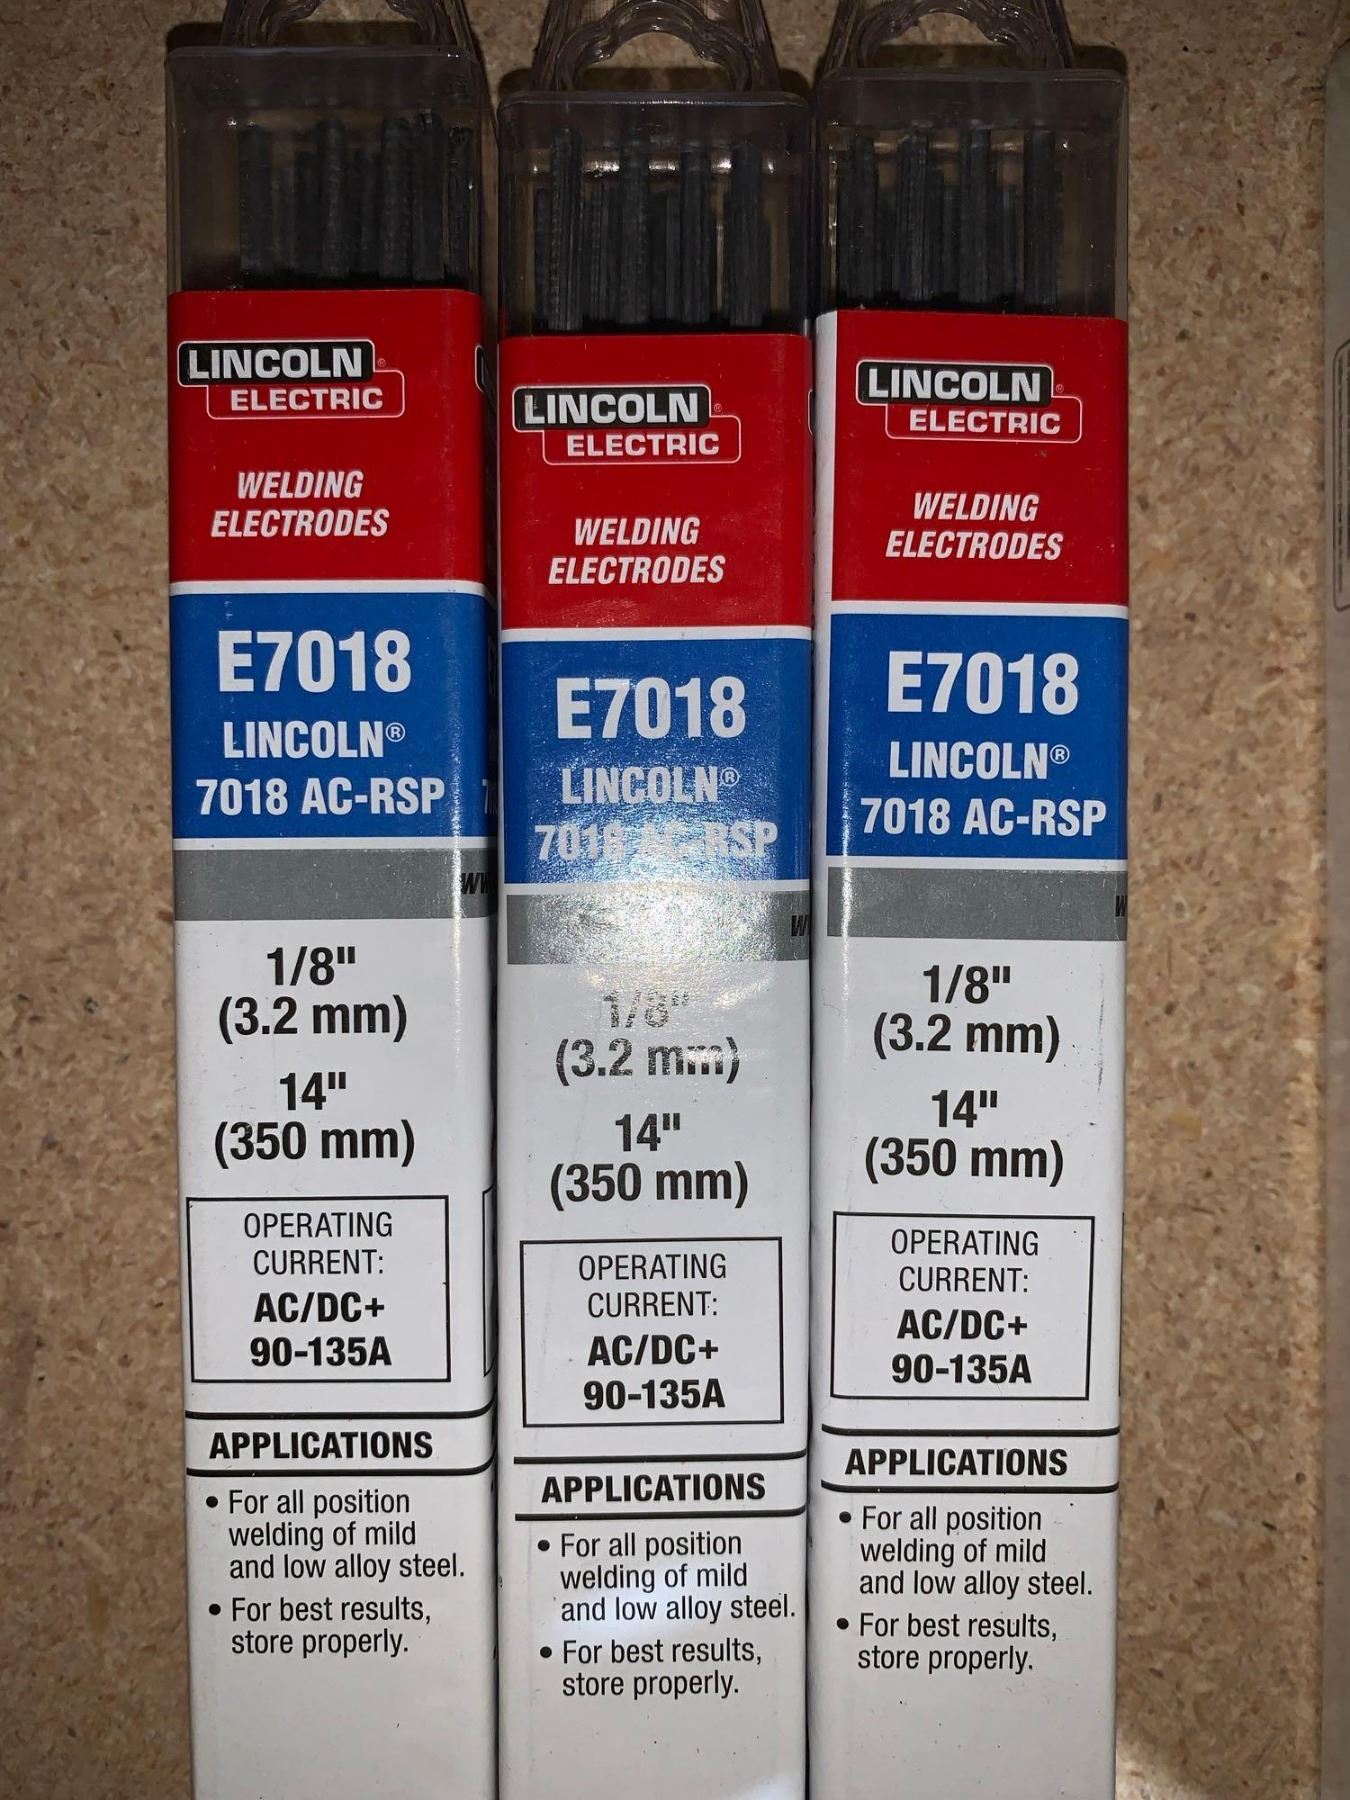 LINCOLN®
ELECTRIC
WELDING
ELECTRODES
E7018
LINCOLN®
7018 AC-RSP
1/8"
(3.2 mm)
14"
(350 mm)
OPERATING
CURRENT:
AC/DC+
90-135A
APPLICATIONS
• For all position
welding of mild
and low alloy steel.
• For best results,
store properly.
LINCOLN®
ELECTRIC
WELDING
ELECTRODES
E7018
LINCOLN®
7018 AC-RSP
1/8"
(3.2 mm)
14"
(350 mm)
OPERATING
CURRENT:
AC/DC+
90-135A
APPLICATIONS
• For all position
welding of mild
and low alloy steel.
• For best results,
store properly.
LINCOLN®
ELECTRIC
WELDING
ELECTRODES
E7018
LINCOLN®
7018 AC-RSP
1/8"
(3.2 mm)
14"
(350 mm)
OPERATING
CURRENT:
AC/DC+
90-135A
APPLICATIONS
• For all position
welding of mild
and low alloy steel.
• For best results,
store properly.